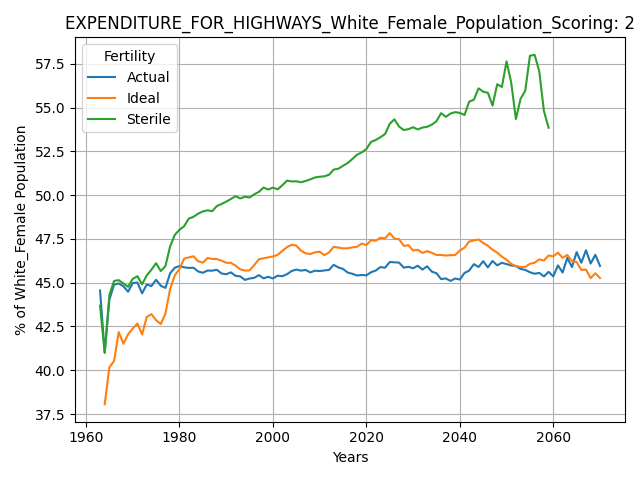 EXPENDITURE_FOR_HIGHWAYS_White_Female_Population_Scoring: 2
Fertility
Actual
Ideal
Sterile
% of White_Female Population
57.5
55.0
52.5
50.0
47.5
45.0
42.5
40.0
37.5
1960 1980 2000 2020 2040 2060
Years